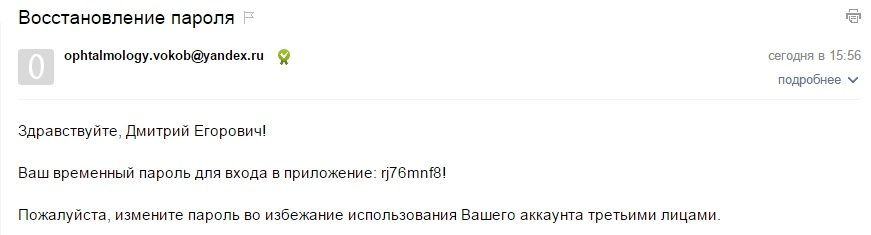 Восстановление пароля
ophtalmology.vokob@yandex.ru
сегодня в 15:56
0
подробнее
Здравствуйте, Дмитрий Егорович!
Ваш временный пароль для входа в приложение: rj76mnf8!
Пожалуйста, измените пароль во избежание использования Вашего аккаунта третьими лицами.